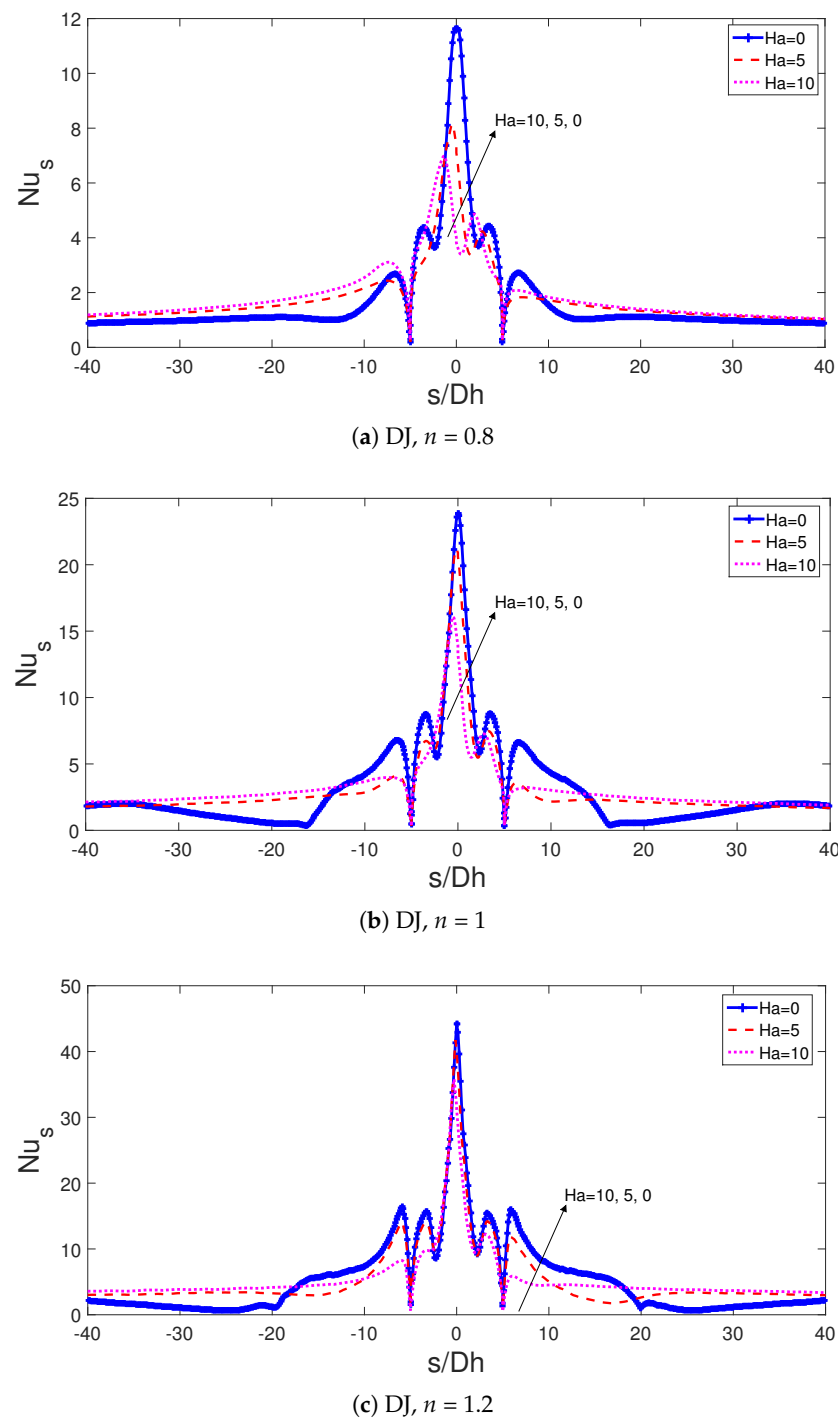 12
10
8
6
4
2
0
Nu_s
Ha=0
Ha=5
Ha=10
Ha=10, 5, 0
-40 -30 -20 -10 0 10 20 30 40
s/Dh
(a) DJ, n = 0.8
25
20
15
10
5
0
Nu_s
Ha=0
Ha=5
Ha=10
Ha=10, 5, 0
-40 -30 -20 -10 0 10 20 30 40
s/Dh
(b) DJ, n = 1
50
40
30
20
10
0
Nu_s
Ha=0
Ha=5
Ha=10
Ha=10, 5, 0
-40 -30 -20 -10 0 10 20 30 40
s/Dh
(c) DJ, n = 1.2